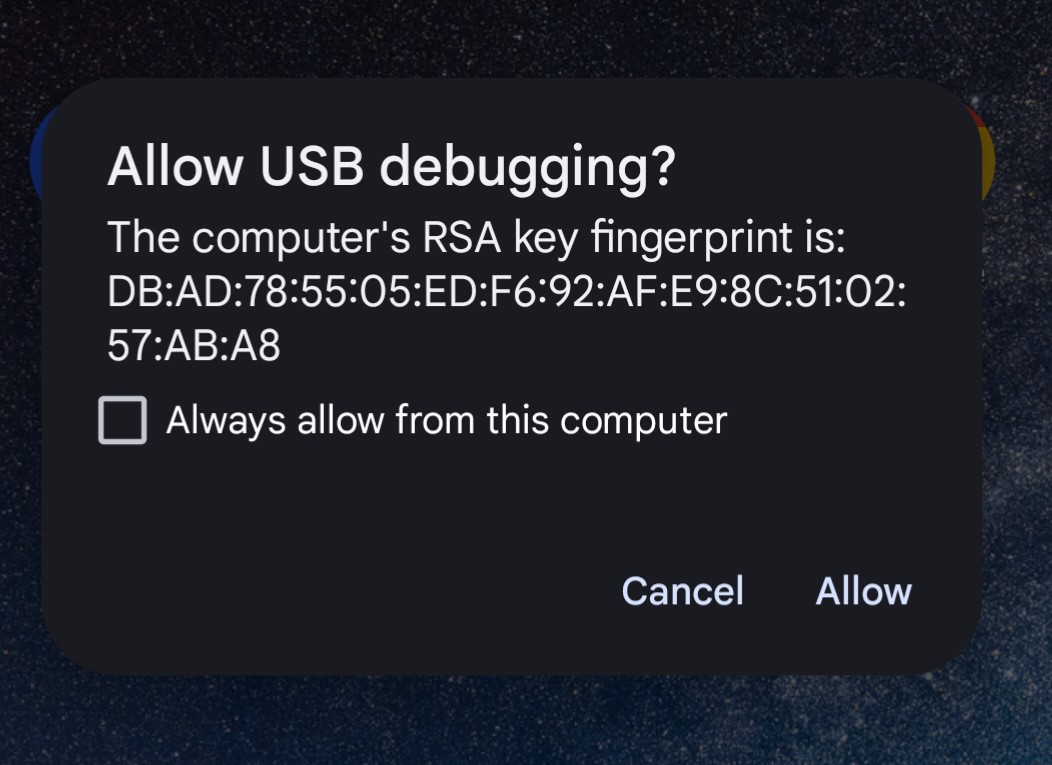 Allow USB debugging?
The computer's RSA key fingerprint is:
DB:AD:78:55:05:ED:F6:92:AF:E9:8C:51:02:
57:AB:A8
Always allow from this computer
Cancel Allow